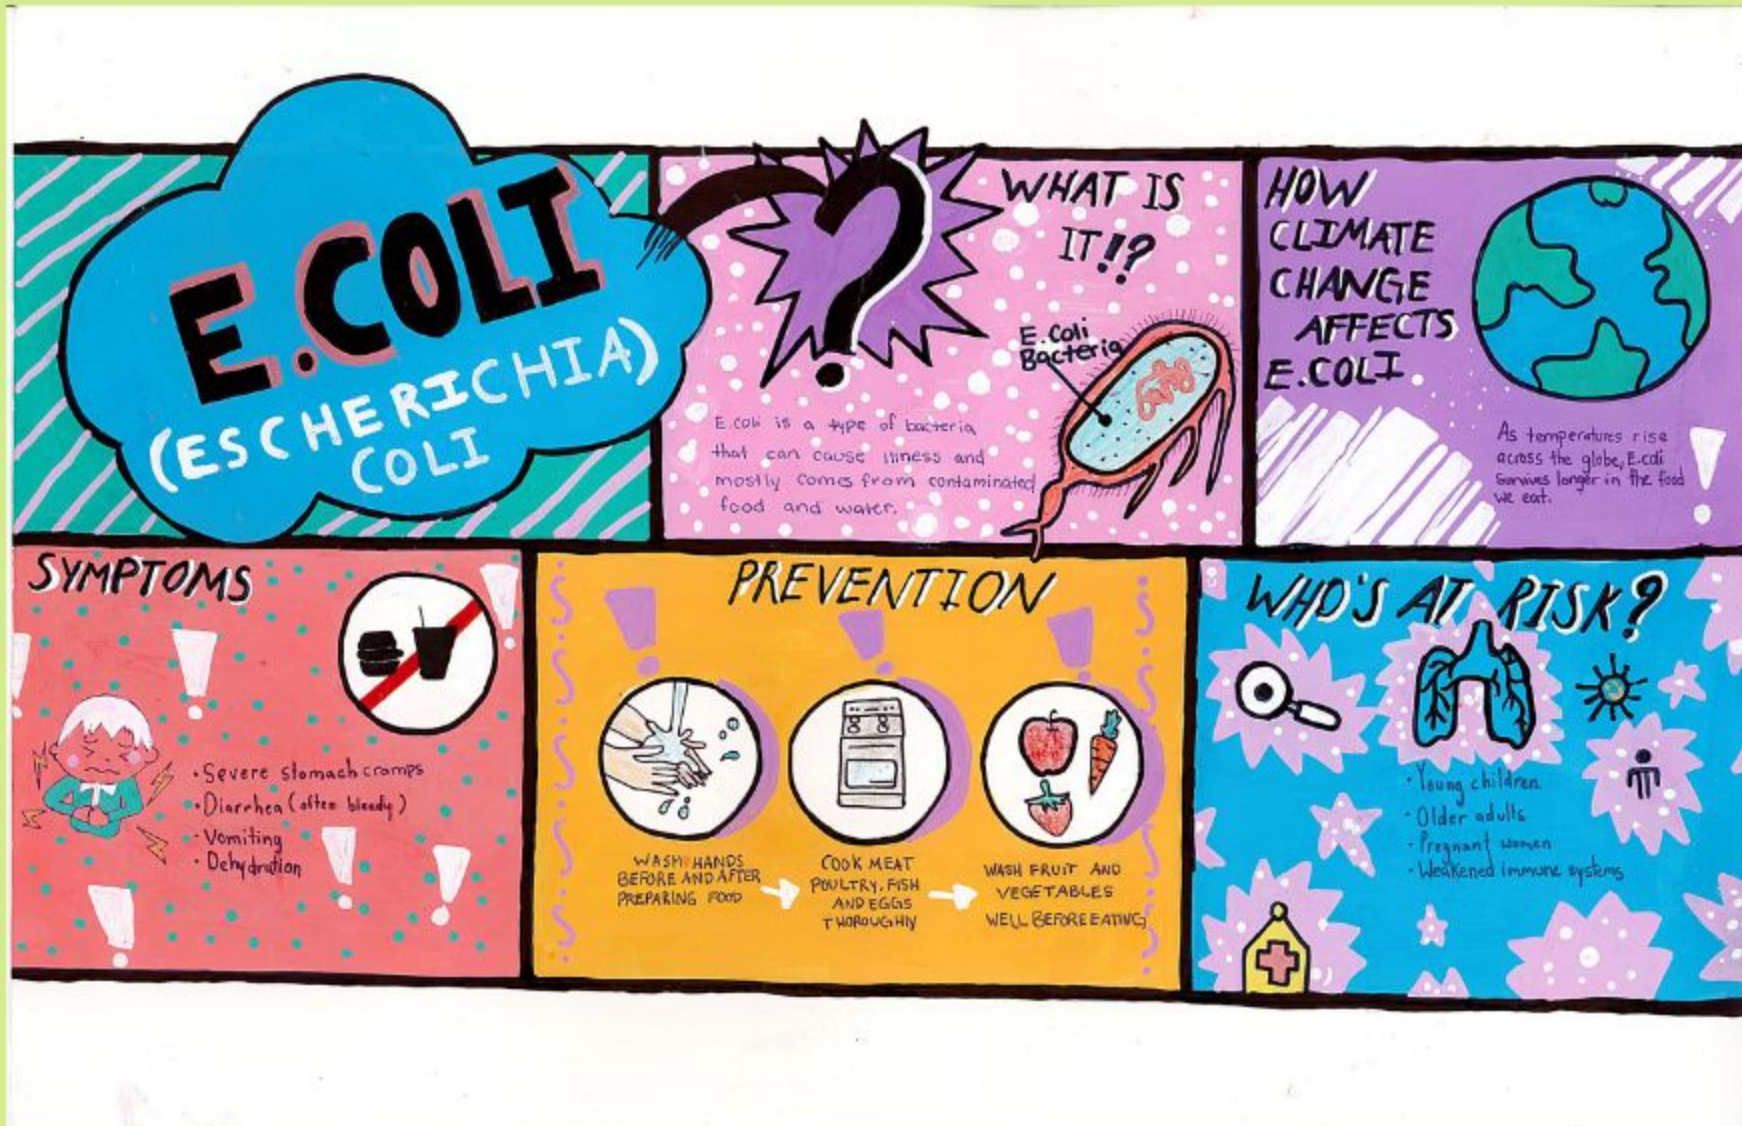 E.COLI
(ESCHERICHIA)
COLI
WHAT IS
IT!?
E.Coli
Bacteria
E.coli is a type of bacteria
that can cause illness and
mostly comes from contaminated
food and water.
HOW
CLIMATE
CHANGE
AFFECTS
E.COLI.
As temperatures rise
across the globe, E.coli
survives longer in the food
we eat.
SYMPTOMS
· Severe stomach cramps
· Diarrhea (often bloody)
· Vomiting
· Dehydration
PREVENTION
WASH HANDS
BEFORE AND AFTER
PREPARING FOOD
COOK MEAT
POULTRY, FISH
AND EGGS
THOROUGHLY
WASH FRUIT AND
VEGETABLES
WELL BEFORE EATING
WHO'S AT RISK?
· Young children
· Older adults
· Pregnant women
· Weakened immune systems